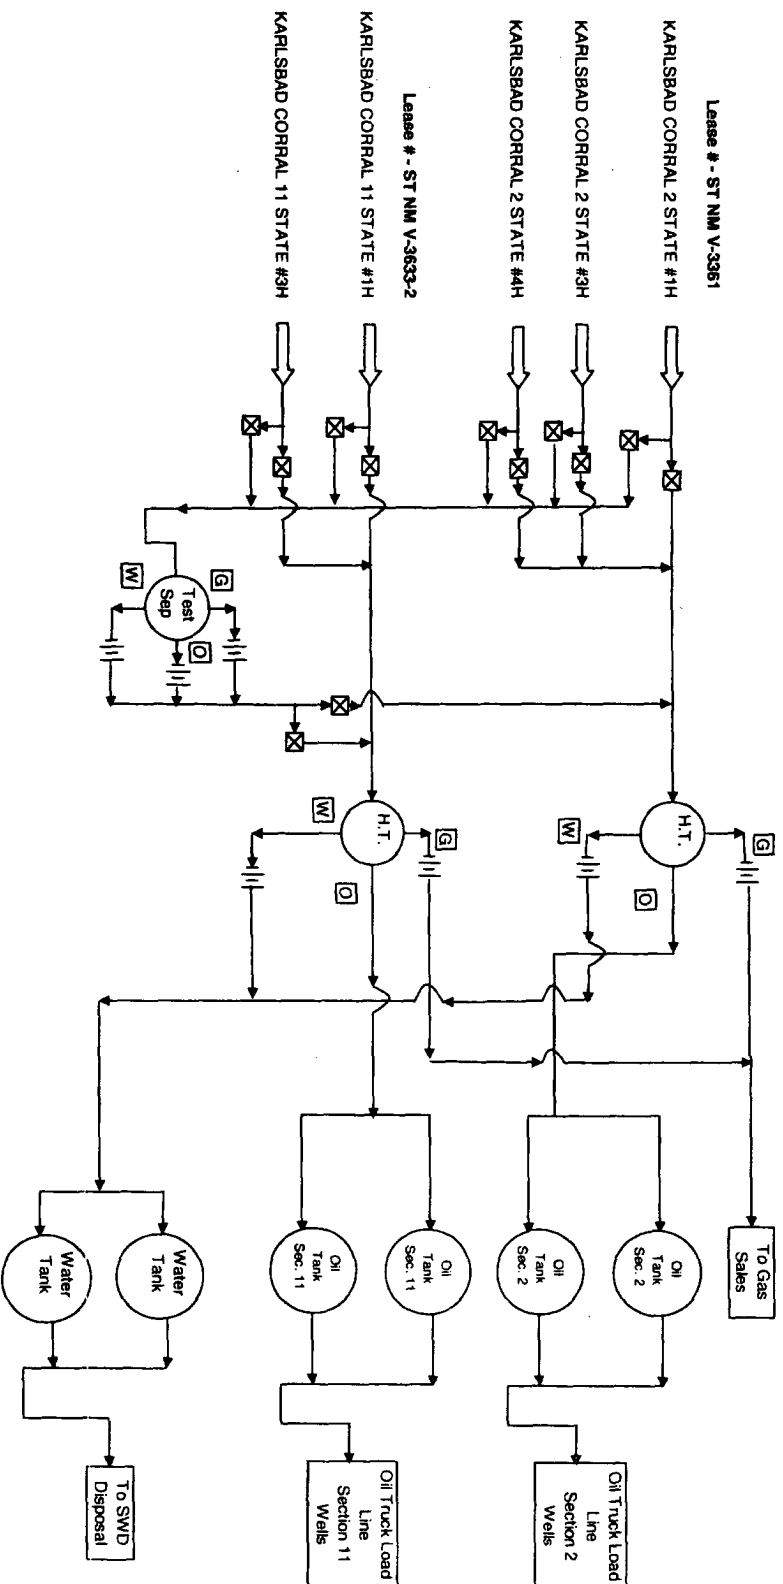 Lease # - ST NM V-3361
KARLSBAD CORRAL 2 STATE #1H
KARLSBAD CORRAL 2 STATE #3H
KARLSBAD CORRAL 2 STATE #4H
Lease # - ST NM V-3633-2
KARLSBAD CORRAL 11 STATE #1H
KARLSBAD CORRAL 11 STATE #3H
G
Test
Sep
O
W
G
H.T.
O
W
G
H.T.
O
W
To Gas
Sales
Oil
Tank
Sec. 2
Oil
Tank
Sec. 2
Oil
Tank
Sec. 11
Oil
Tank
Sec. 11
Water
Tank
Water
Tank
Oil Truck Load
Line
Section 2
Wells
Oil Truck Load
Line
Section 11
Wells
To SWD
Disposal